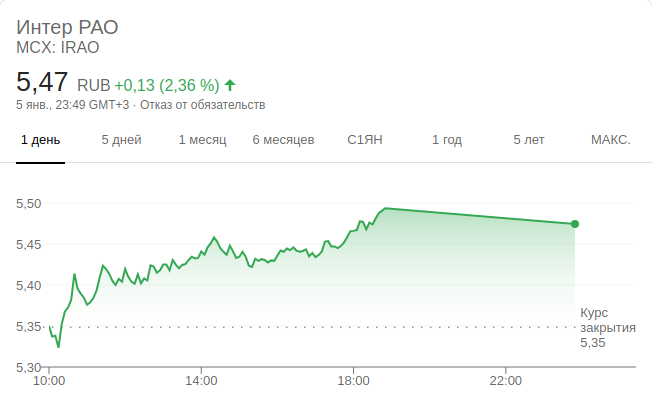 Интер РАО
MCX: IRAO
5,47 RUB +0,13 (2,36 %)
5 янв., 23:49 GMT+3 · Отказ от обязательств
1 день 5 дней 1 месяц 6 месяцев С1ЯН 1 год 5 лет МАКС.
5,50
5,45
5,40
5,35
5,30
Курс
закрытия
5,35
10:00 14:00 18:00 22:00